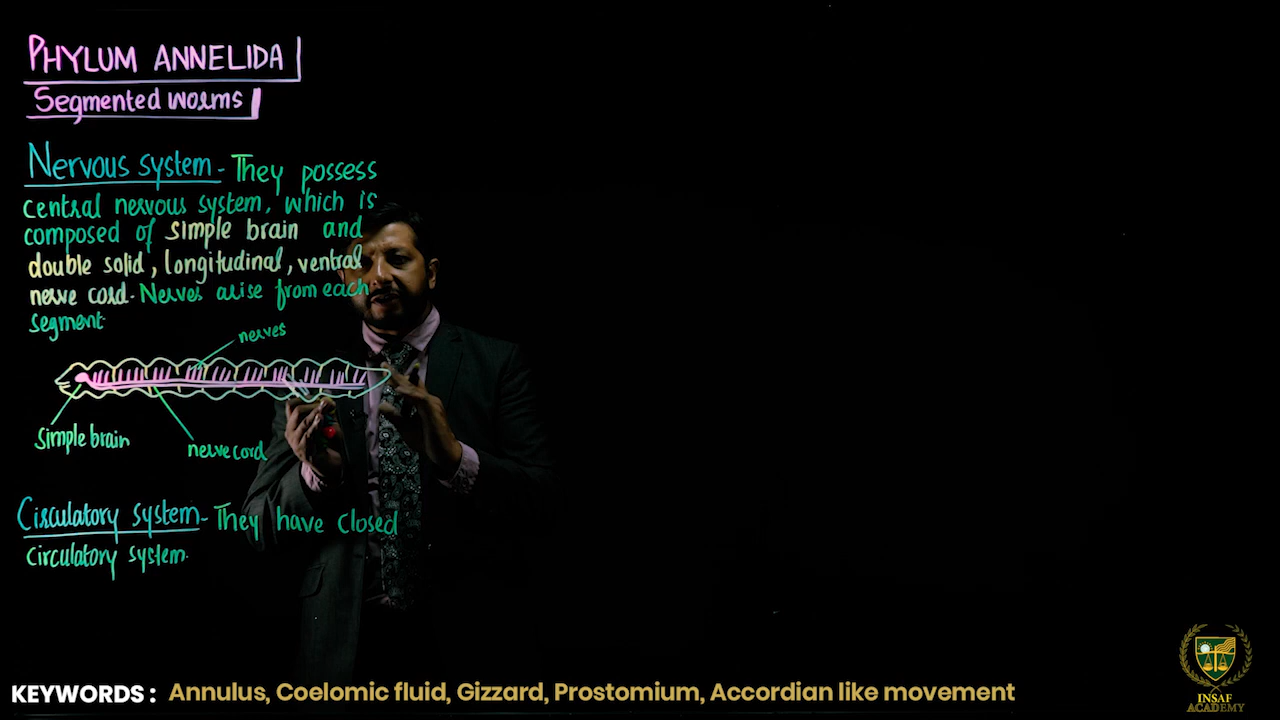 PHYLUM ANNELIDA
Segmented worms
Nervous system - They possess
central nervous system, which is
composed of simple brain and
double solid, longitudinal, ventral
nerve cord. Nerves arise from each
segment.
nerves
Simple brain
nerve cord
Circulatory system - They have closed
circulatory system.
KEYWORDS : Annulus, Coelomic fluid, Gizzard, Prostomium, Accordian like movement
INSAF
ACADEMY